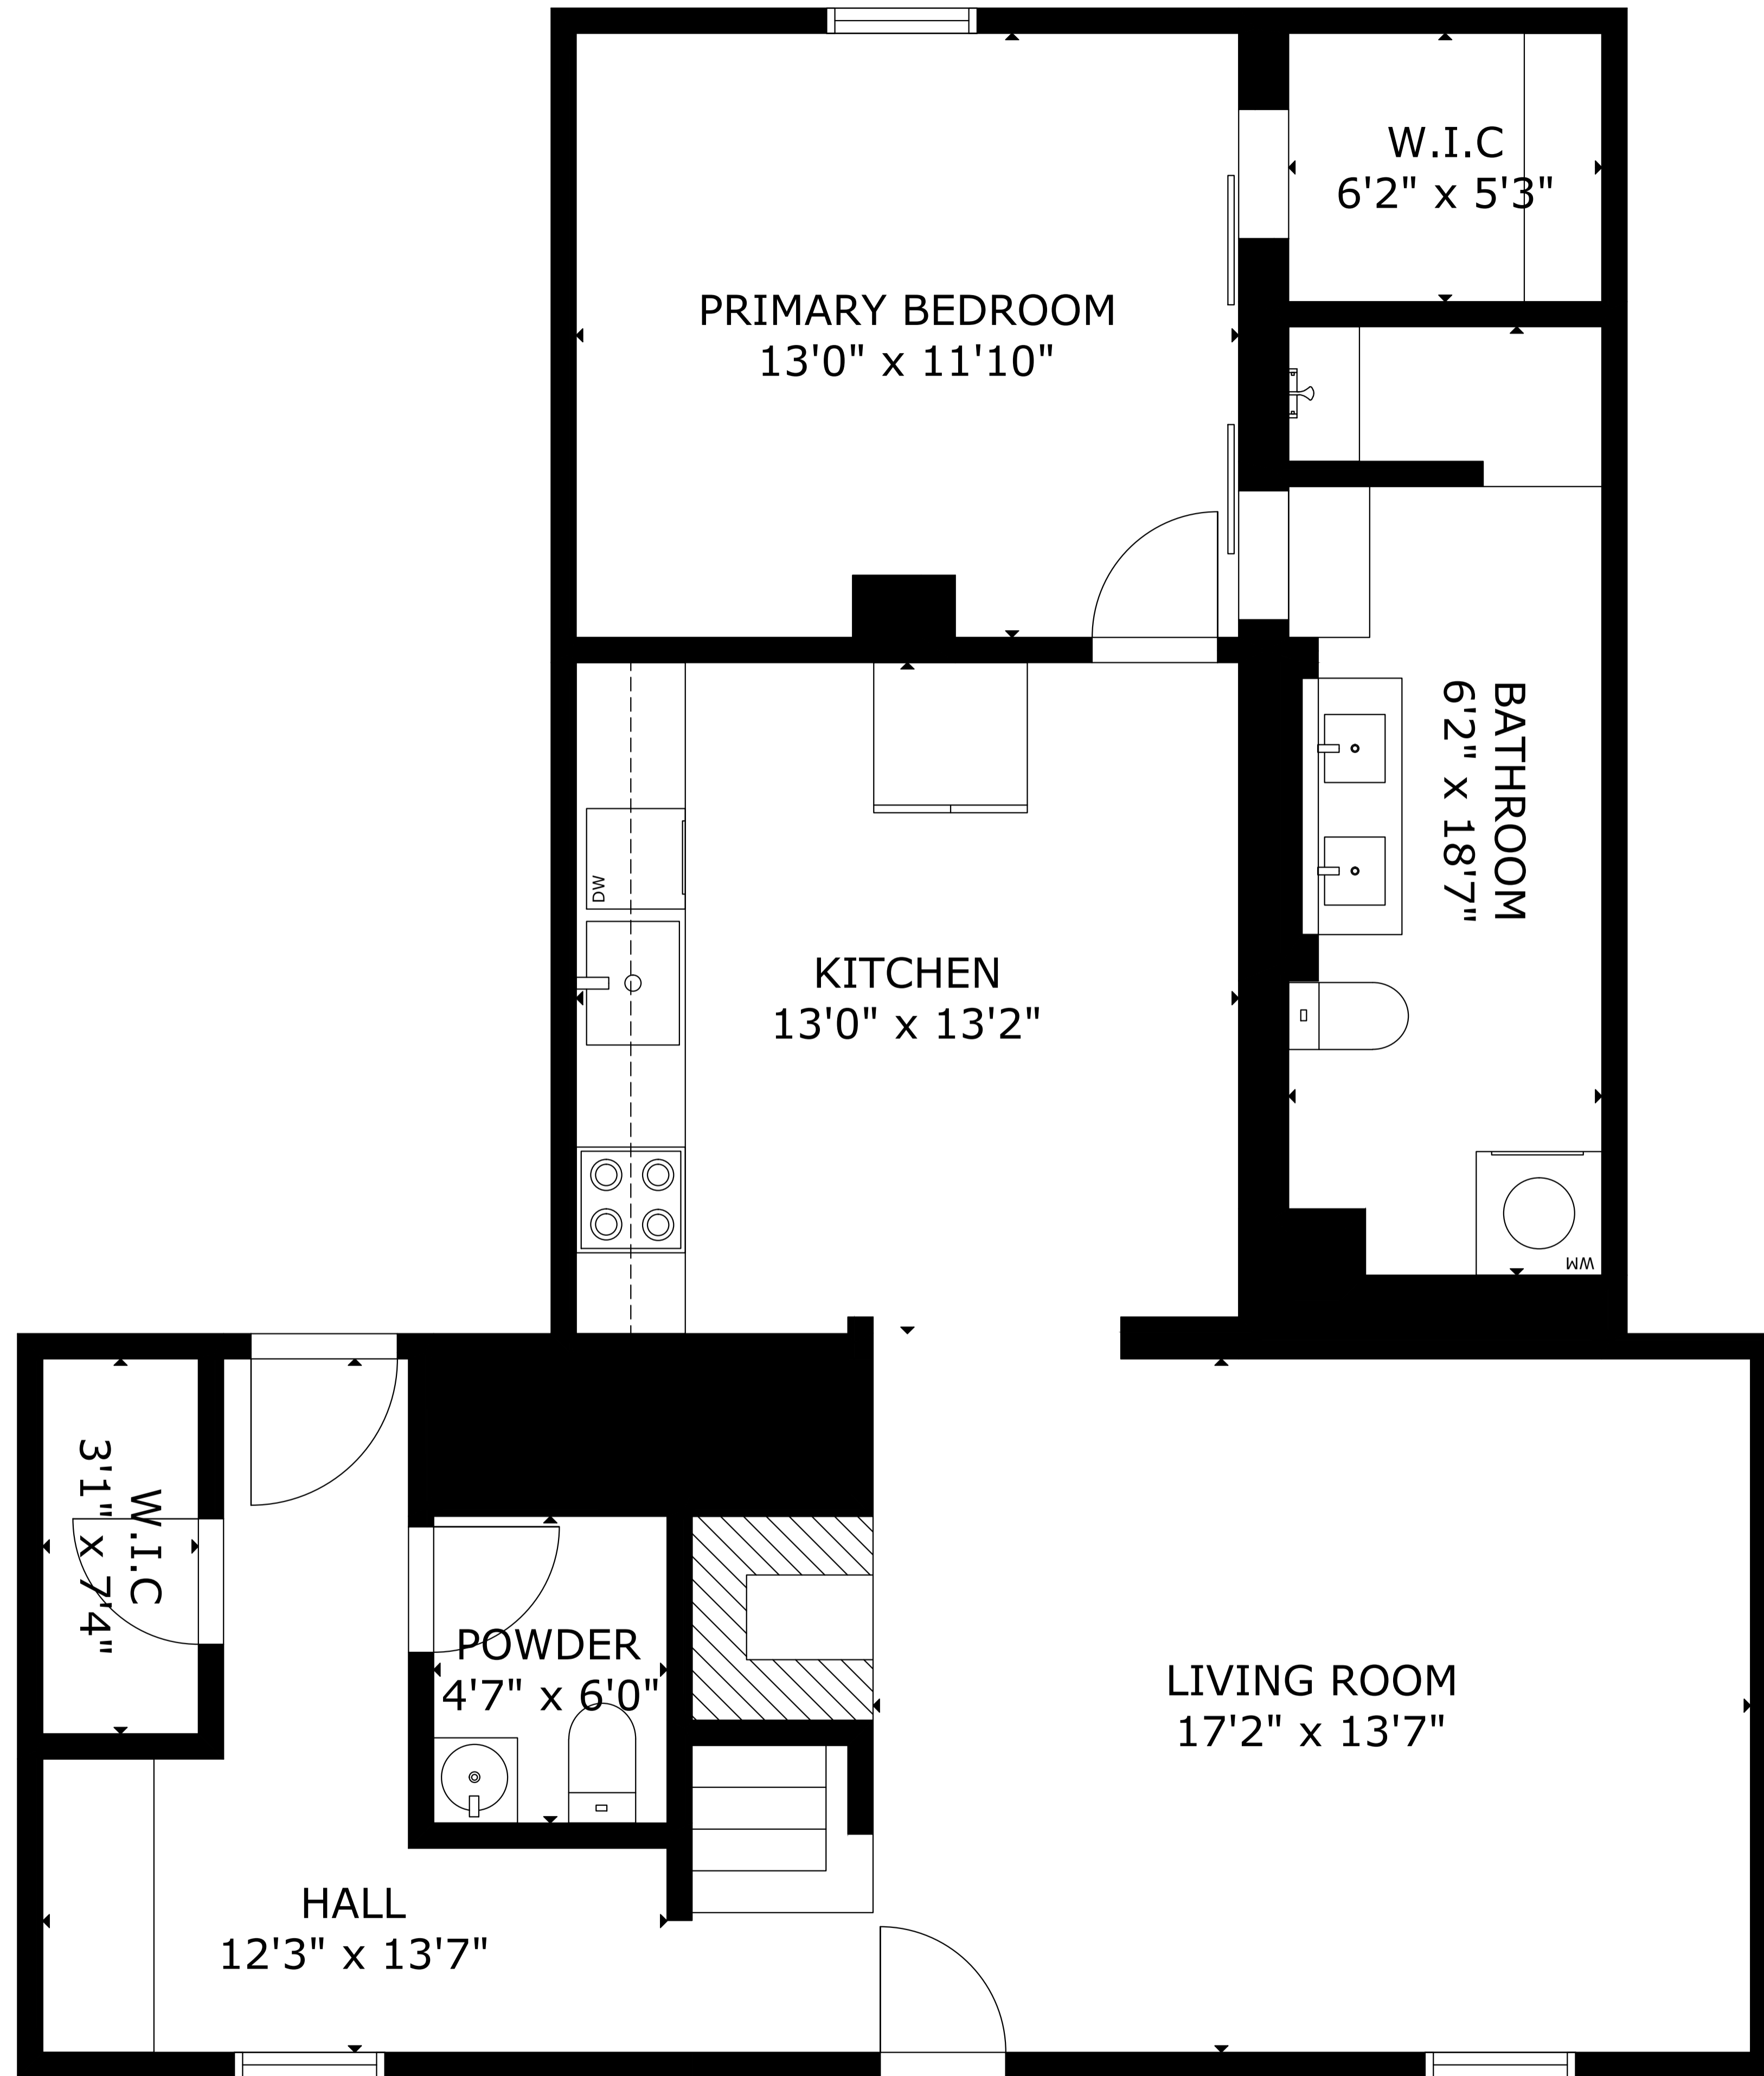 W.I.C
6'2" x 5'3"
PRIMARY BEDROOM
13'0" x 11'10"
BATHROOM
6'2" x 18'7"
DW
KITCHEN
13'0" x 13'2"
WM
W.I.C
3'1" x 7'4"
POWDER
4'7" x 6'0"
LIVING ROOM
17'2" x 13'7"
HALL
12'3" x 13'7"